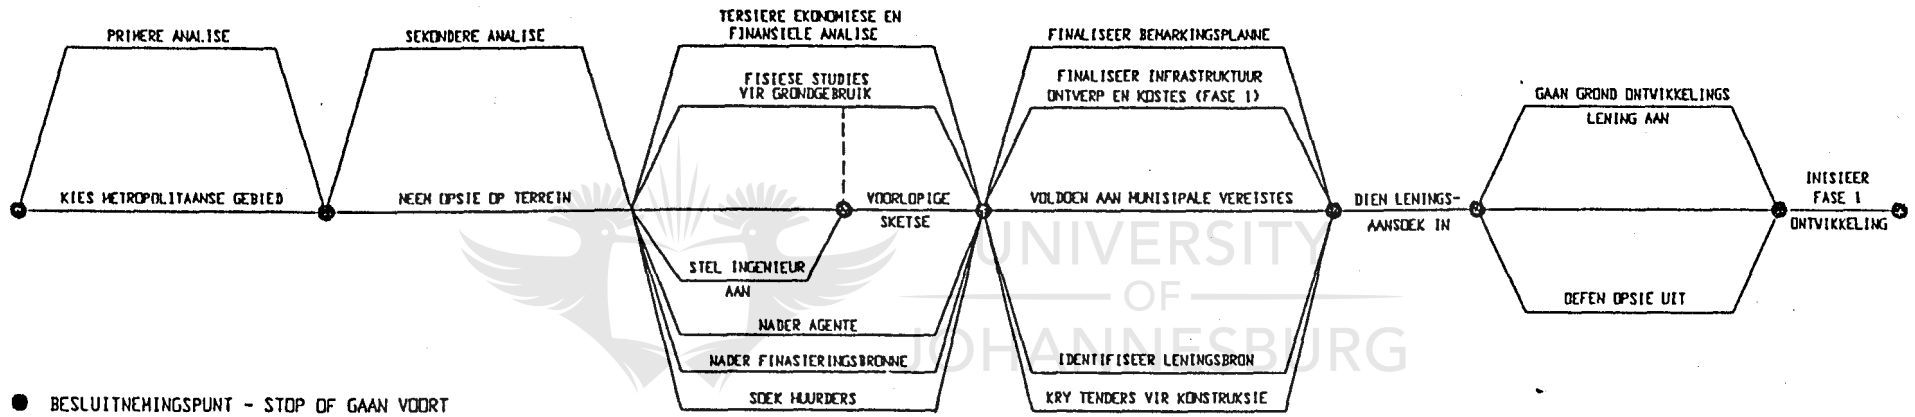 PRIMERE ANALISE
KIES METROPOLITAANSE GEBIED
SEKONDERE ANALISE
NEEM OPSIE OP TERREIN
TERSIERE EKONOMIESE EN
FINANSIELE ANALISE
FISIESE STUDIES
VIR GRONDGEBRUIK
VOORLOPIGE
SKETSE
STEL INGENIEUR
AAN
NADER AGENTE
NADER FINASIERINGSBRONNE
SOEK HUURDERS
FINALISEER BEMARKINGSPLANNE
FINALISEER INFRASTRUKTUUR
ONTWERP EN KOSTES (FASE 1)
VOLDOEN AAN MUNISIPALE VEREISTES
IDENTIFISEER LENINGSBRON
KRY TENDERS VIR KONSTRUKSIE
DIEN LENINGS-
AANSOEK IN
GAAN GROND ONTWIKKELINGS
LENING AAN
OEFEN OPSIE UIT
INISIEER
FASE 1
ONTWIKKELING
BESLUITNEMINGSPUNT - STOP OF GAAN VOORT
UNIVERSITY
OF
JOHANNESBURG